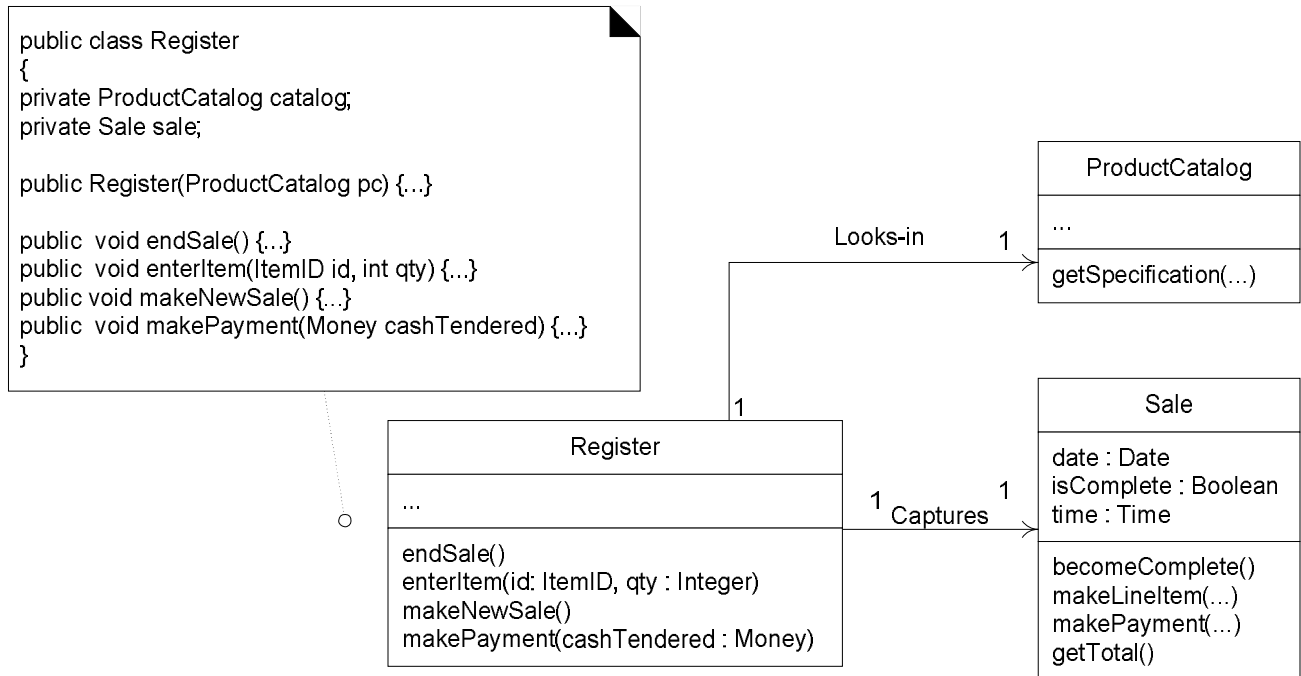 public class Register
{
private ProductCatalog catalog;
private Sale sale;
public Register(ProductCatalog pc) {...}
public  void endSale() {...}
public  void enterItem(ItemID id, int qty) {...}
public void makeNewSale() {...}
public  void makePayment(Money cashTendered) {...}
}
Looks-in
1
1
ProductCatalog
...
getSpecification(...)
Register
...
endSale()
enterItem(id: ItemID, qty : Integer)
makeNewSale()
makePayment(cashTendered : Money)
1
Captures
1
Sale
date : Date
isComplete : Boolean
time : Time
becomeComplete()
makeLineItem(...)
makePayment(...)
getTotal()